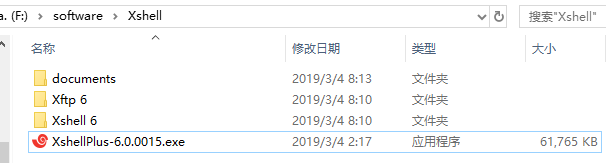 a. (F:) › software › Xshell 搜索"Xshell"
名称 修改日期 类型 大小
documents 2019/3/4 8:13 文件夹
Xftp 6 2019/3/4 8:10 文件夹
Xshell 6 2019/3/4 8:10 文件夹
XshellPlus-6.0.0015.exe 2019/3/4 2:17 应用程序 61,765 KB